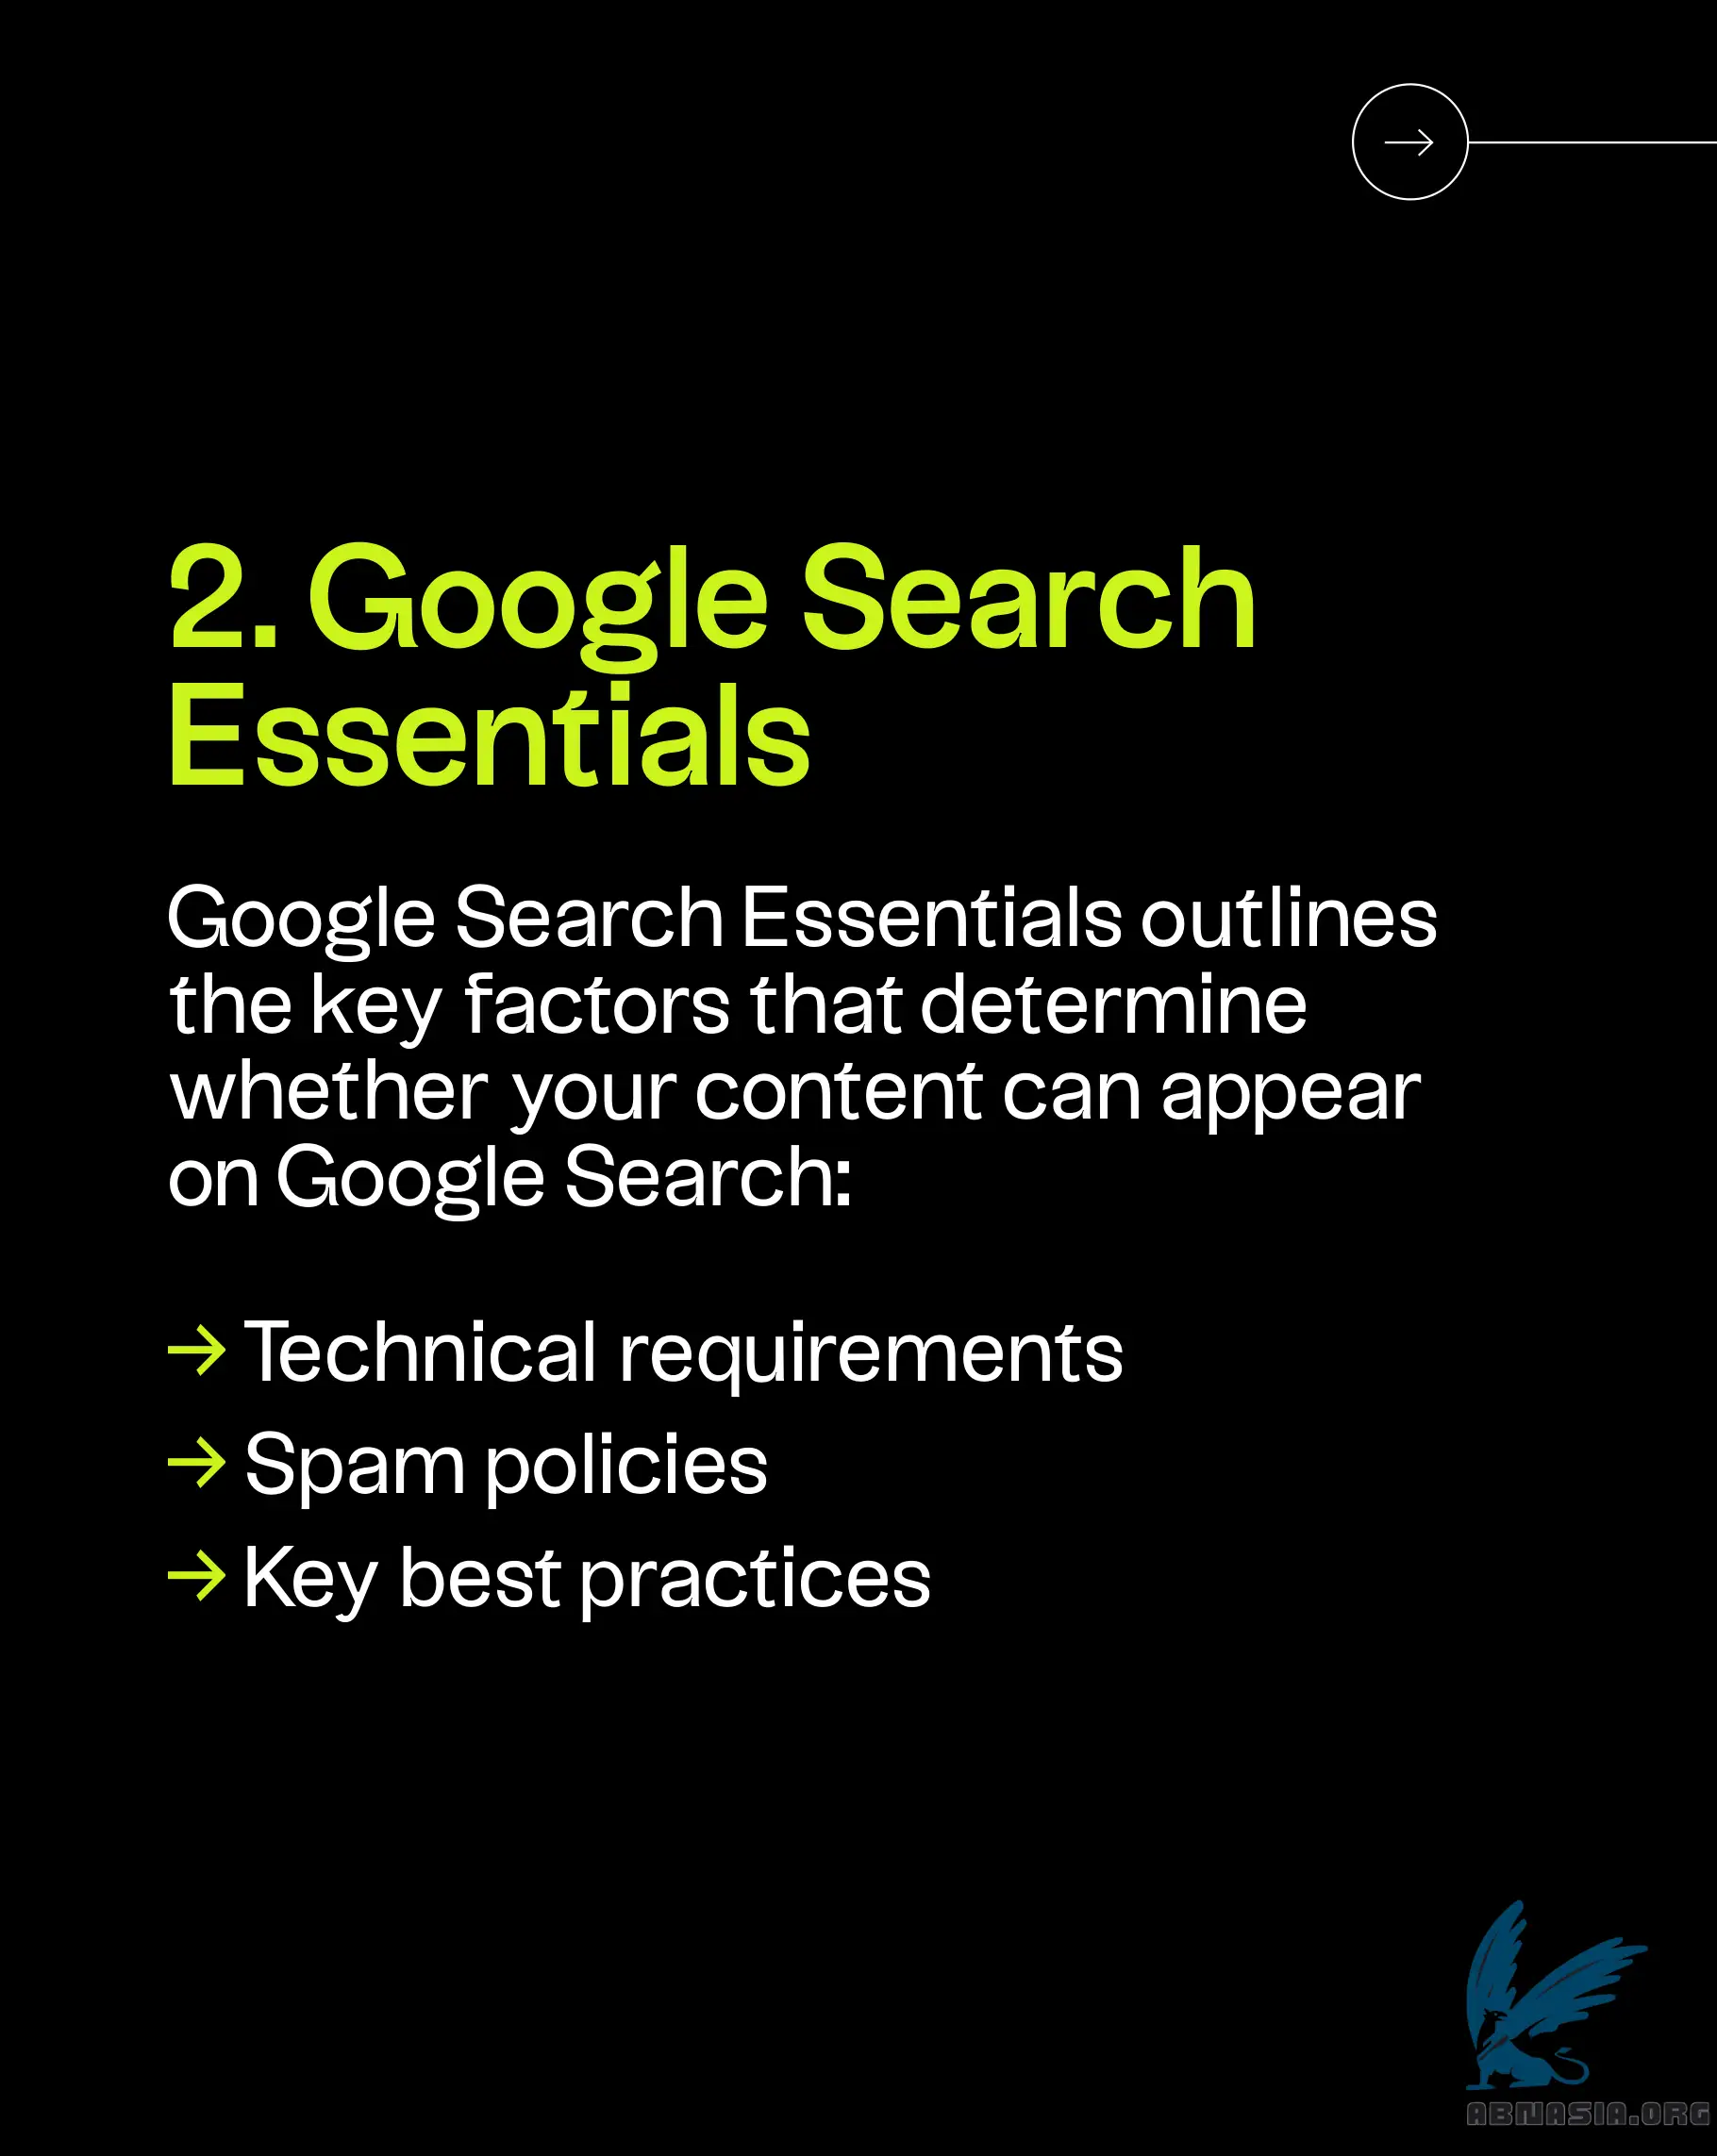 2. Google Search
Essentials
Google Search Essentials outlines
the key factors that determine
whether your content can appear
on Google Search:
→ Technical requirements
→ Spam policies
→ Key best practices
ABNASIA.ORG